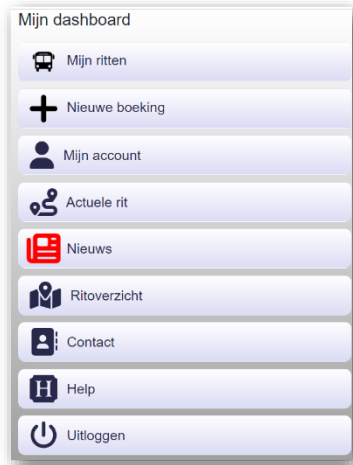 Mijn dashboard
Mijn ritten
Nieuwe boeking
Mijn account
Actuele rit
Nieuws
Ritoverzicht
Contact
H Help
Uitloggen